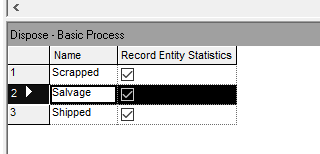 Dispose - Basic Process
Name Record Entity Statistics
1 Scrapped
2 Salvage
3 Shipped